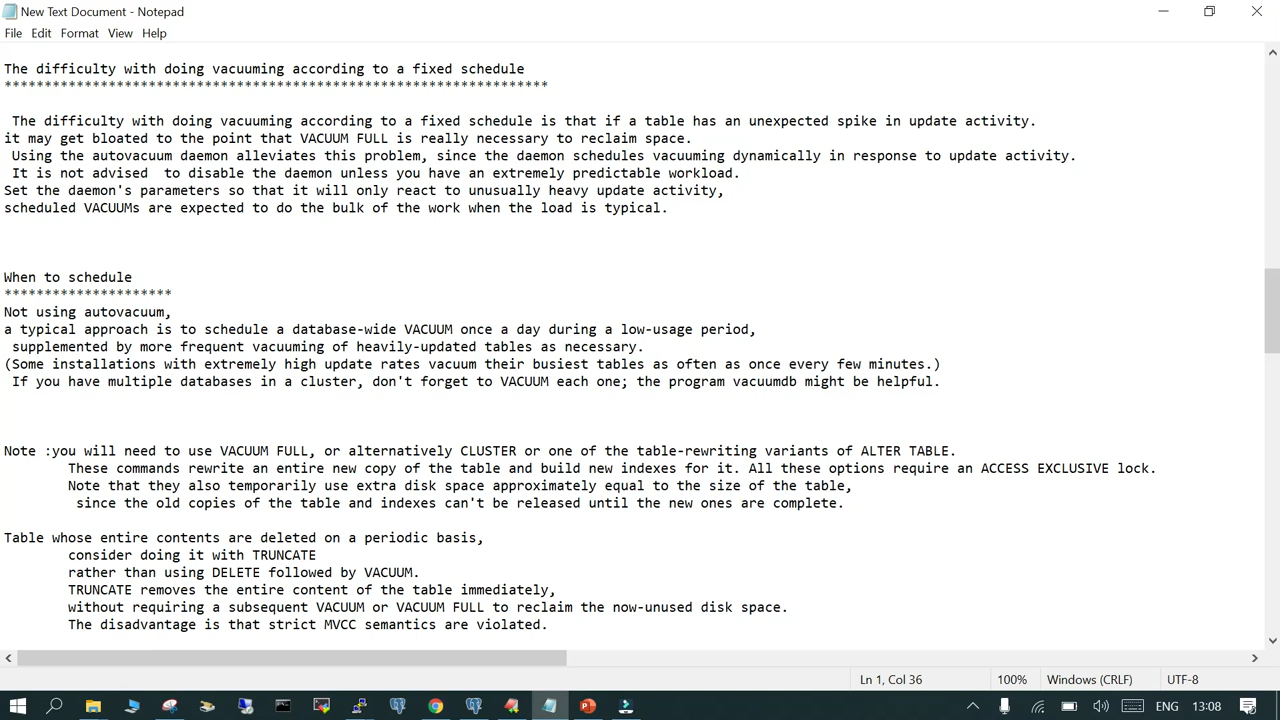 New Text Document - Notepad
File Edit Format View Help
The difficulty with doing vacuuming according to a fixed schedule
********************************************************************
The difficulty with doing vacuuming according to a fixed schedule is that if a table has an unexpected spike in update activity.
it may get bloated to the point that VACUUM FULL is really necessary to reclaim space.
Using the autovacuum daemon alleviates this problem, since the daemon schedules vacuuming dynamically in response to update activity.
It is not advised  to disable the daemon unless you have an extremely predictable workload.
Set the daemon's parameters so that it will only react to unusually heavy update activity,
scheduled VACUUMs are expected to do the bulk of the work when the load is typical.
When to schedule
*********************
Not using autovacuum,
a typical approach is to schedule a database-wide VACUUM once a day during a low-usage period,
supplemented by more frequent vacuuming of heavily-updated tables as necessary.
(Some installations with extremely high update rates vacuum their busiest tables as often as once every few minutes.)
If you have multiple databases in a cluster, don't forget to VACUUM each one; the program vacuumdb might be helpful.
Note :you will need to use VACUUM FULL, or alternatively CLUSTER or one of the table-rewriting variants of ALTER TABLE.
These commands rewrite an entire new copy of the table and build new indexes for it. All these options require an ACCESS EXCLUSIVE lock.
Note that they also temporarily use extra disk space approximately equal to the size of the table,
since the old copies of the table and indexes can't be released until the new ones are complete.
Table whose entire contents are deleted on a periodic basis,
consider doing it with TRUNCATE
rather than using DELETE followed by VACUUM.
TRUNCATE removes the entire content of the table immediately,
without requiring a subsequent VACUUM or VACUUM FULL to reclaim the now-unused disk space.
The disadvantage is that strict MVCC semantics are violated.
Ln 1, Col 36 100% Windows (CRLF) UTF-8
ENG 13:08